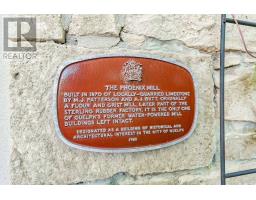 REALTOR
THE PHOENIX MILL
BUILT IN 1870 OF LOCALLY-QUARRIED LIMESTONE
BY W.J. PATTERSON AND A.J. BUTT. ORIGINALLY
A FLOUR AND GRIST MILL, LATER PART OF THE
STERLING RUBBER FACTORY, IT IS THE ONLY ONE
OF GUELPH'S FORMER WATER-POWERED MILL
BUILDINGS LEFT INTACT.
DESIGNATED AS A BUILDING OF HISTORICAL AND
ARCHITECTURAL INTEREST IN THE CITY OF GUELPH